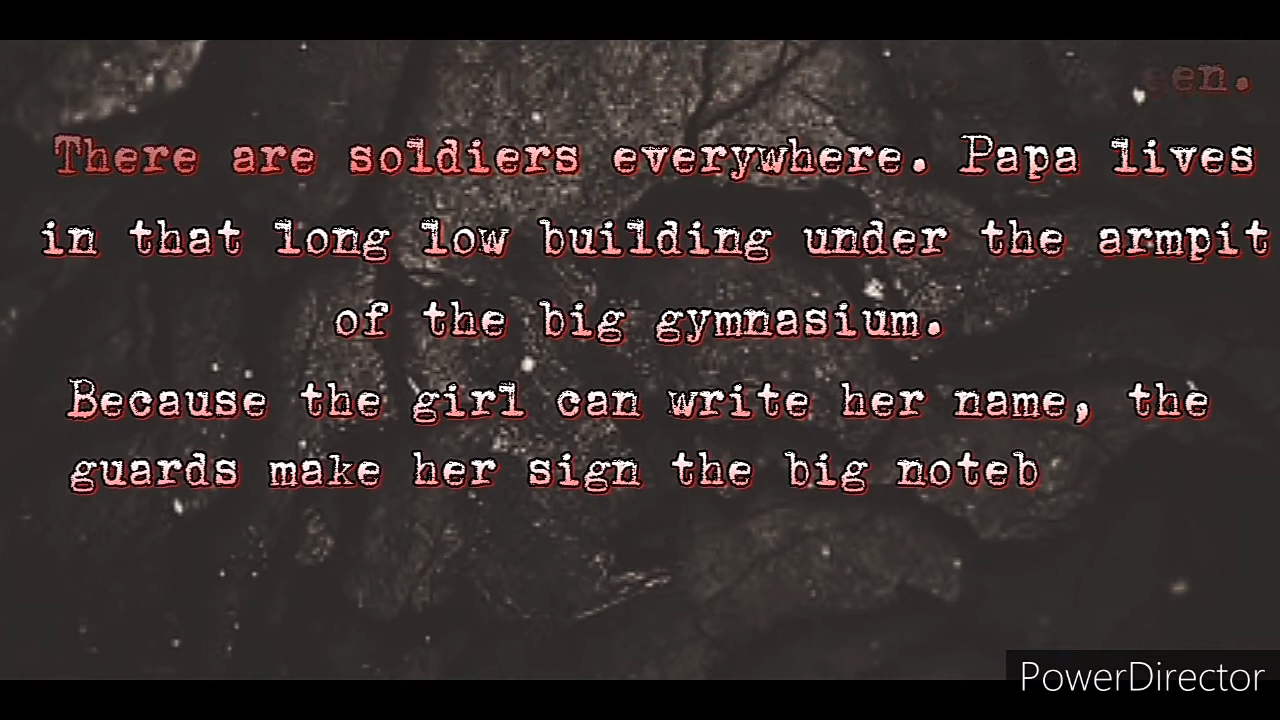 There are soldiers everywhere. Papa lives
in that long low building under the armpit
of the big gymnasium.
Because the girl can write her name, the
guards make her sign the big noteb
PowerDirector